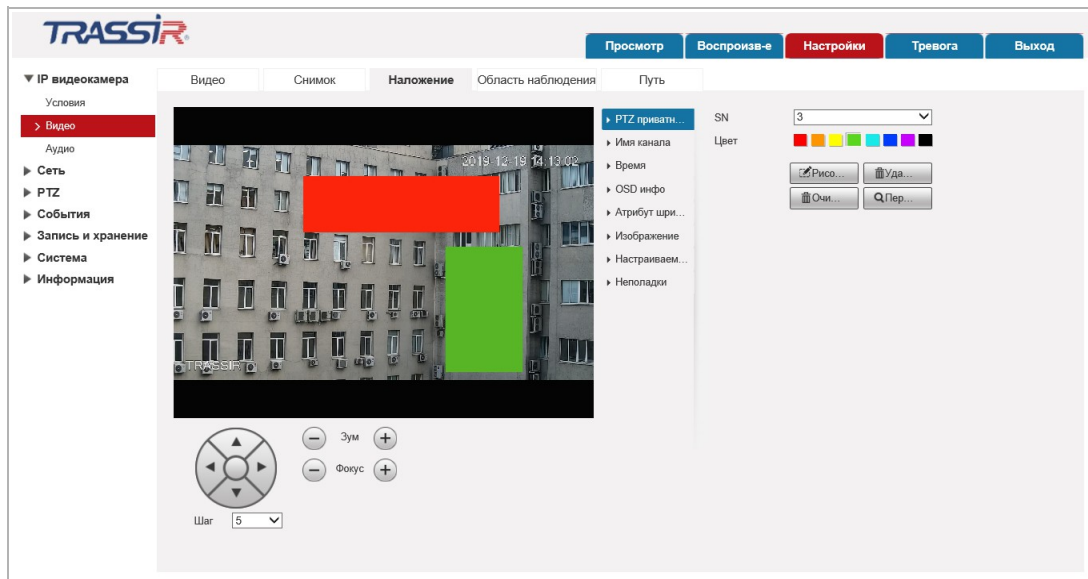 TRASSIR
Просмотр Воспроизв-е Настройки Тревога Выход
IP видеокамера
Условия
Видео
Аудио
Сеть
PTZ
События
Запись и хранение
Система
Информация
Видео Снимок Наложение Область наблюдения Путь
2019-12-19 14:13:02
TRASSIR
PTZ приватн...
Имя канала
Время
OSD инфо
Атрибут шри...
Изображение
Настраиваем...
Неполадки
SN 3
Цвет
Рисо... Уда...
Очи... Пер...
Зум
Фокус
Шаг 5